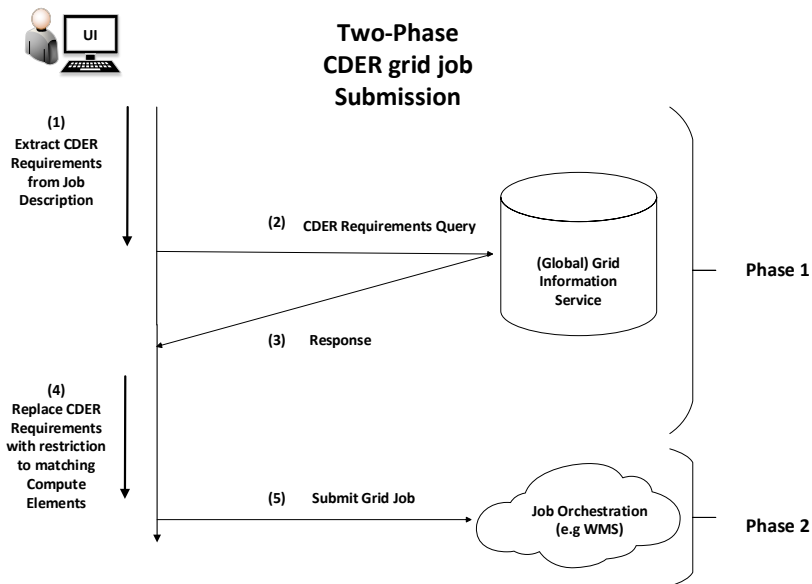 UI
Two-Phase
CDER grid job
Submission
(1)
Extract CDER
Requirements
from Job
Description
(2) CDER Requirements Query
(Global) Grid
Information
Service
Phase 1
(3) Response
(4)
Replace CDER
Requirements
with restriction
to matching
Compute
Elements
(5) Submit Grid Job
Job Orchestration
(e.g WMS)
Phase 2